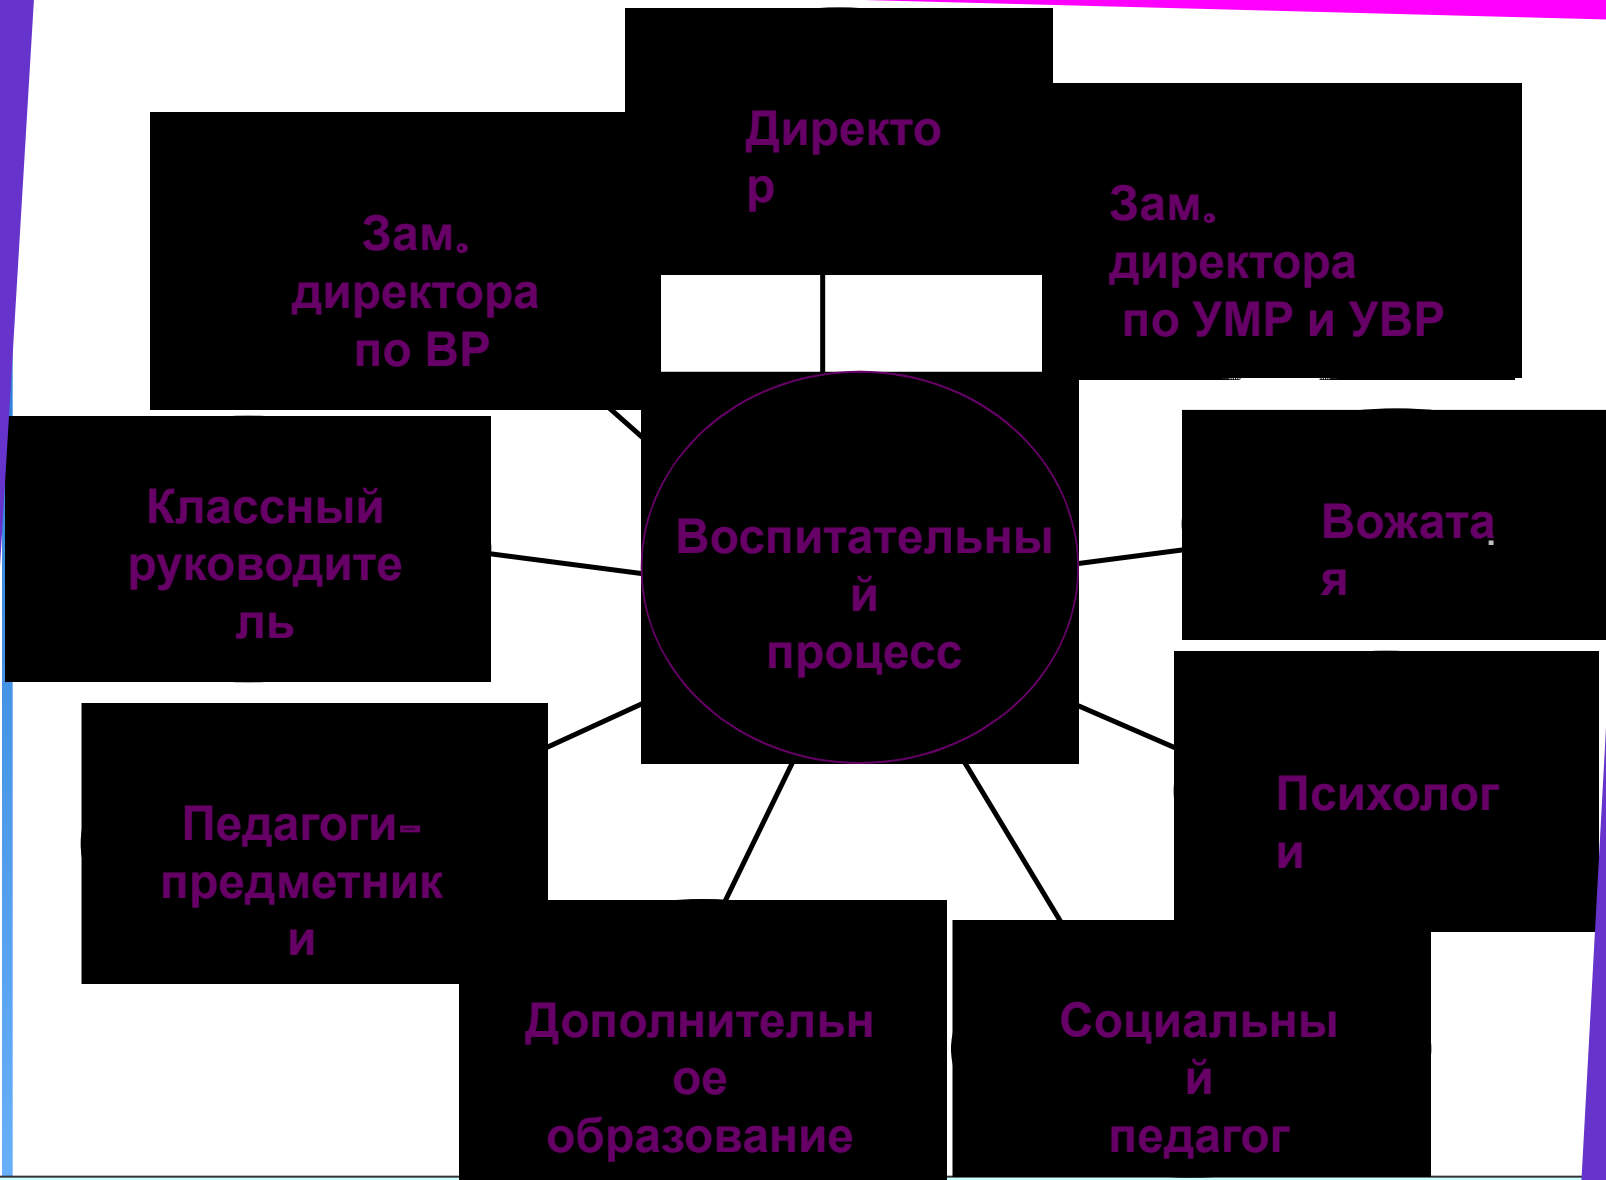 Директо
р
Зам.
директора
по ВР
Зам.
директора
по УМР и УВР
Классный
руководите
ль
Воспитательны
й
процесс
Вожата
я
.
Педагоги-
предметник
и
Психолог
и
Дополнительн
ое
образование
Социальны
й
педагог